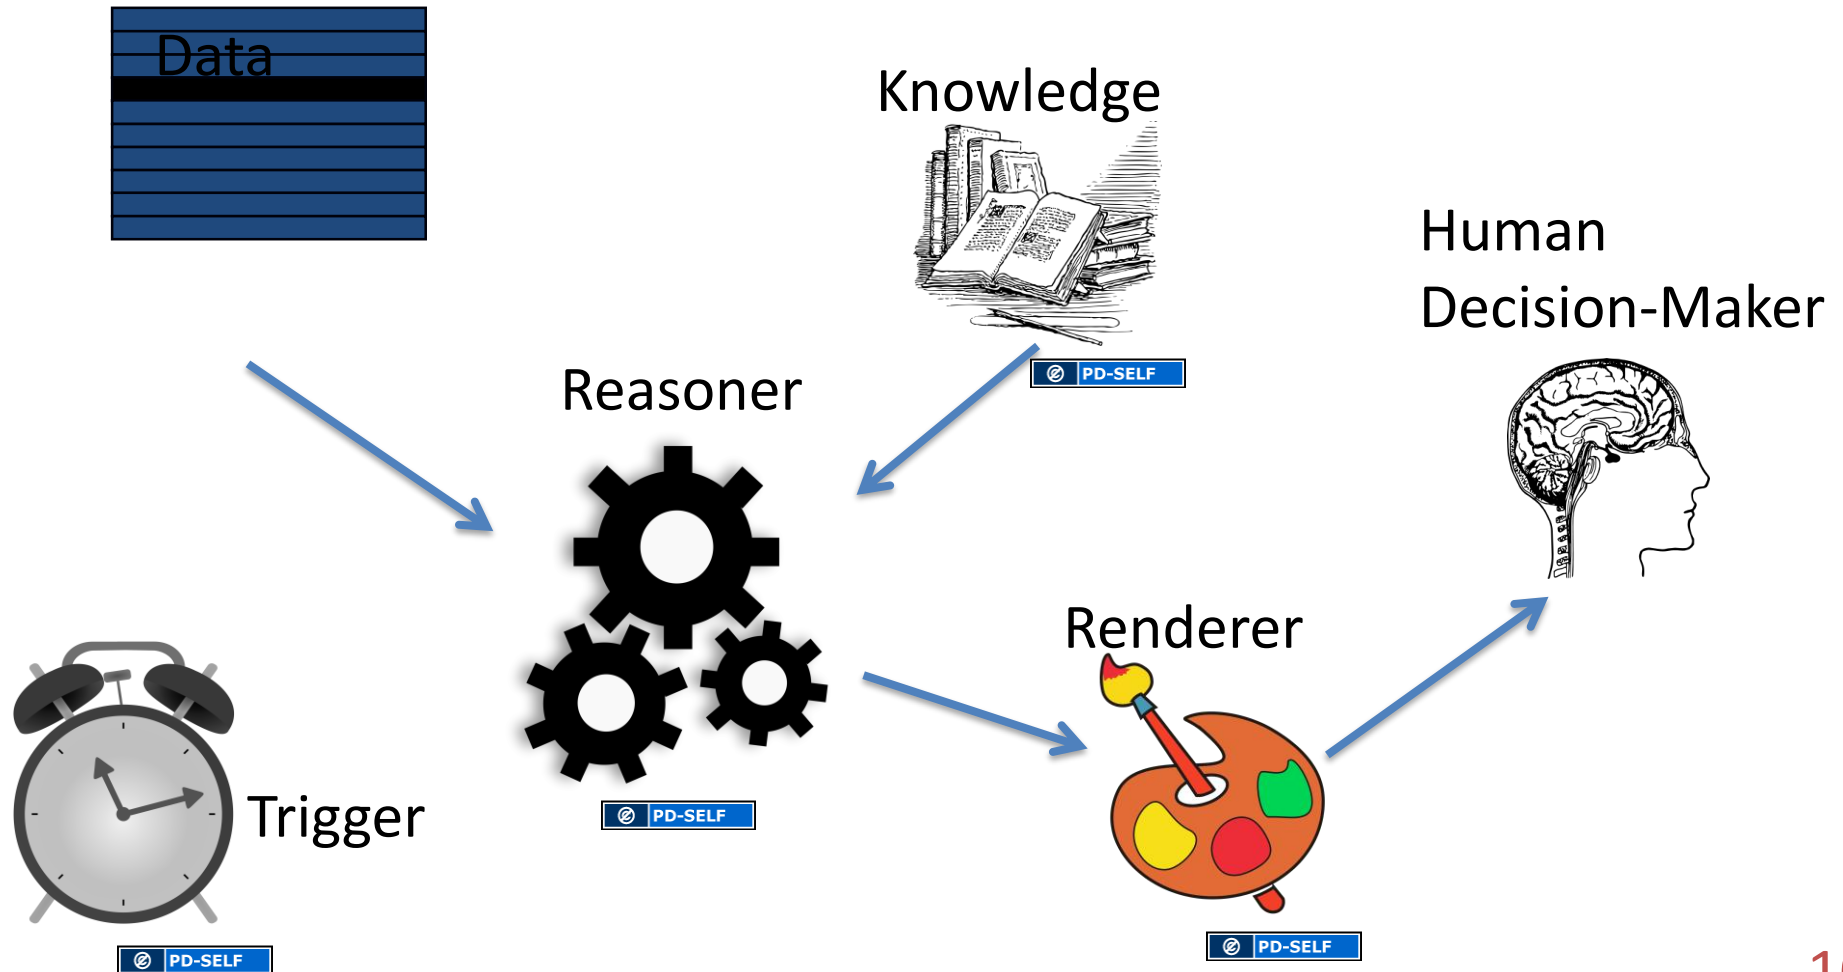 Data
Knowledge
Human
Decision-Maker
PD-SELF
Reasoner
Renderer
Trigger
PD-SELF
PD-SELF
PD-SELF